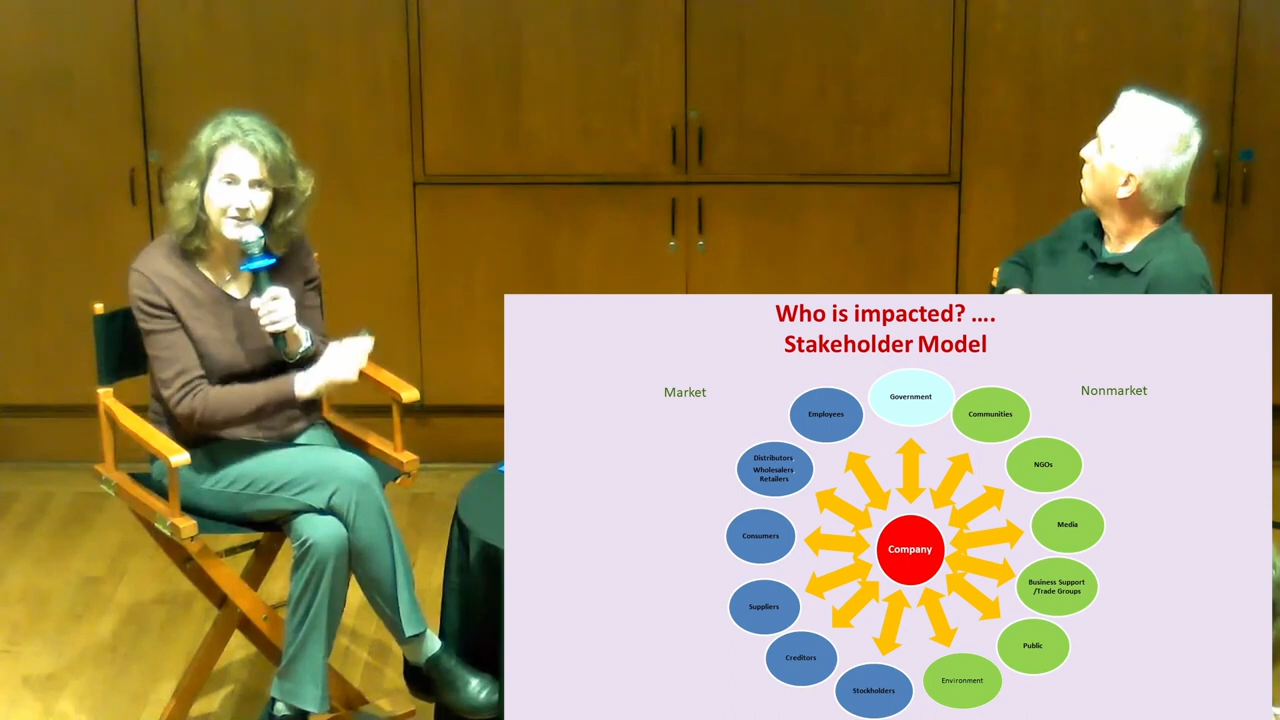 Who is impacted? ….
Stakeholder Model
Market
Nonmarket
Government
Employees
Communities
Distributors,
Wholesalers,
Retailers
NGOs
Consumers
Media
Company
Suppliers
Business Support
/Trade Groups
Creditors
Public
Stockholders
Environment